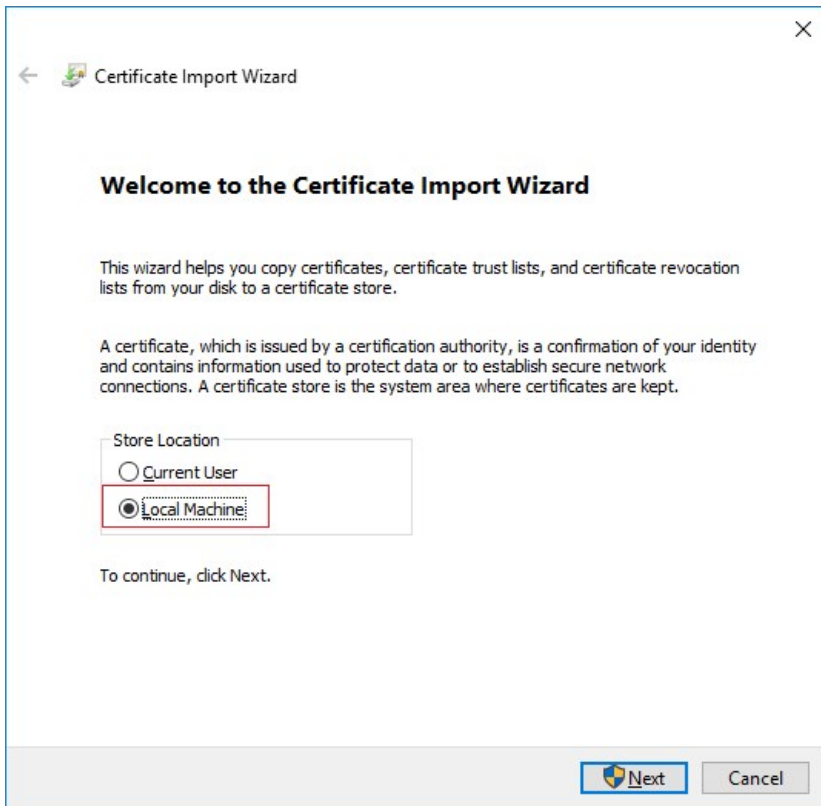 Certificate Import Wizard
Welcome to the Certificate Import Wizard
This wizard helps you copy certificates, certificate trust lists, and certificate revocation
lists from your disk to a certificate store.
A certificate, which is issued by a certification authority, is a confirmation of your identity
and contains information used to protect data or to establish secure network
connections. A certificate store is the system area where certificates are kept.
Store Location
Current User
Local Machine
To continue, click Next.
Next
Cancel